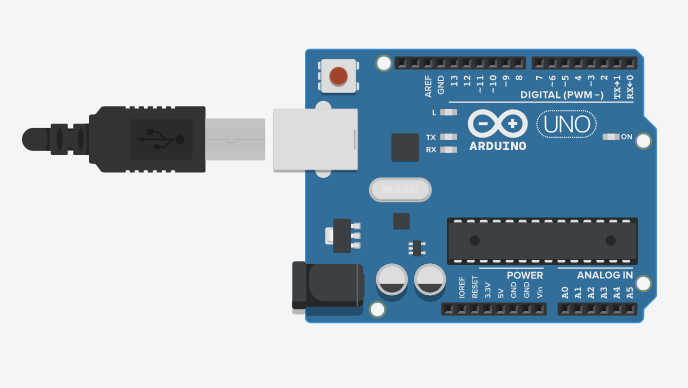 AREF
GND
13
12
~11
~10
~9
8
7
~6
~5
4
~3
2
TX→1
RX←0
DIGITAL (PWM ~)
L
TX
RX
ARDUINO
UNO
ON
POWER
ANALOG IN
IOREF
RESET
3.3V
5V
GND
GND
Vin
A0
A1
A2
A3
A4
A5